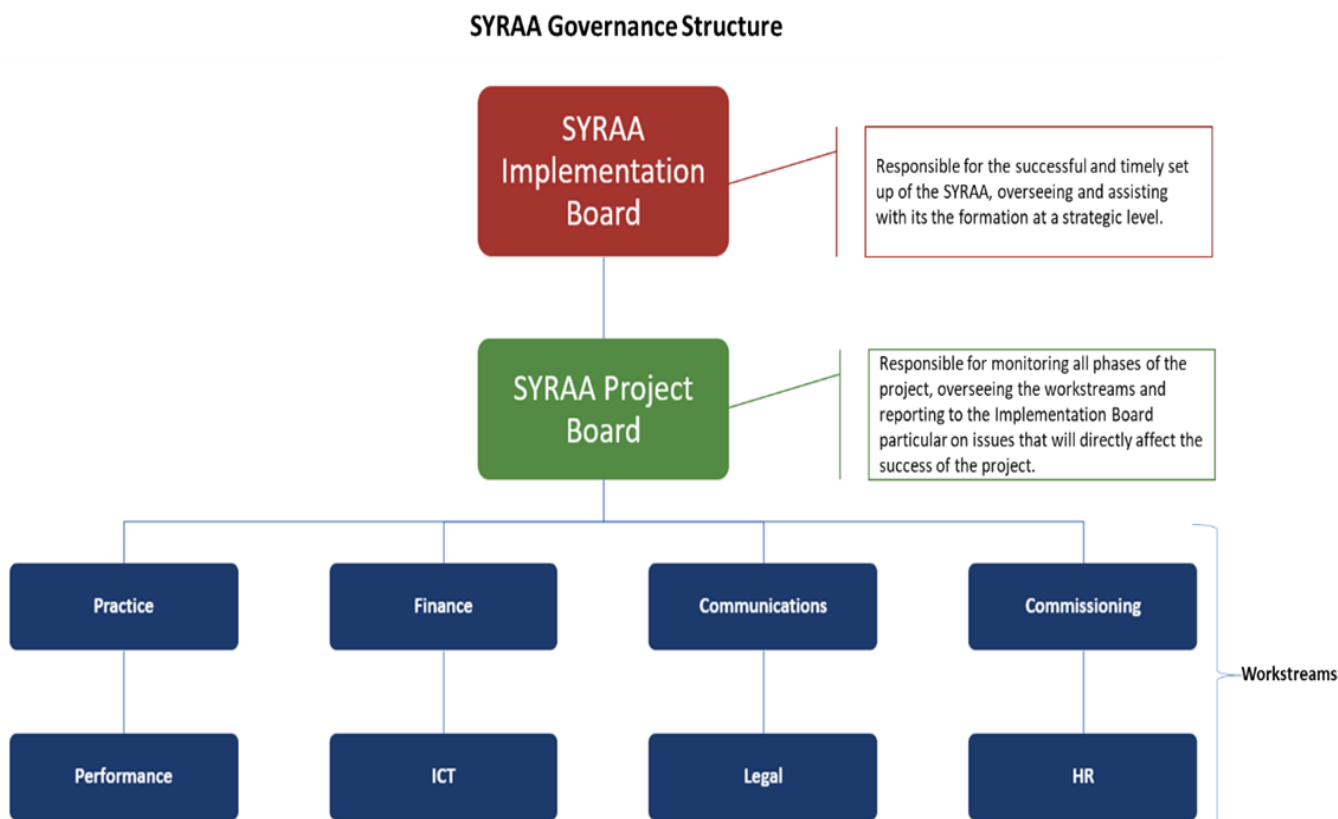 SYRAA Governance Structure
SYRAA
Implementation
Board
Responsible for the successful and timely set
up of the SYRAA, overseeing and assisting
with its the formation at a strategic level.
SYRAA Project
Board
Responsible for monitoring all phases of the
project, overseeing the workstreams and
reporting to the Implementation Board
particular on issues that will directly affect the
success of the project.
Practice
Finance
Communications
Commissioning
Workstreams
Performance
ICT
Legal
HR